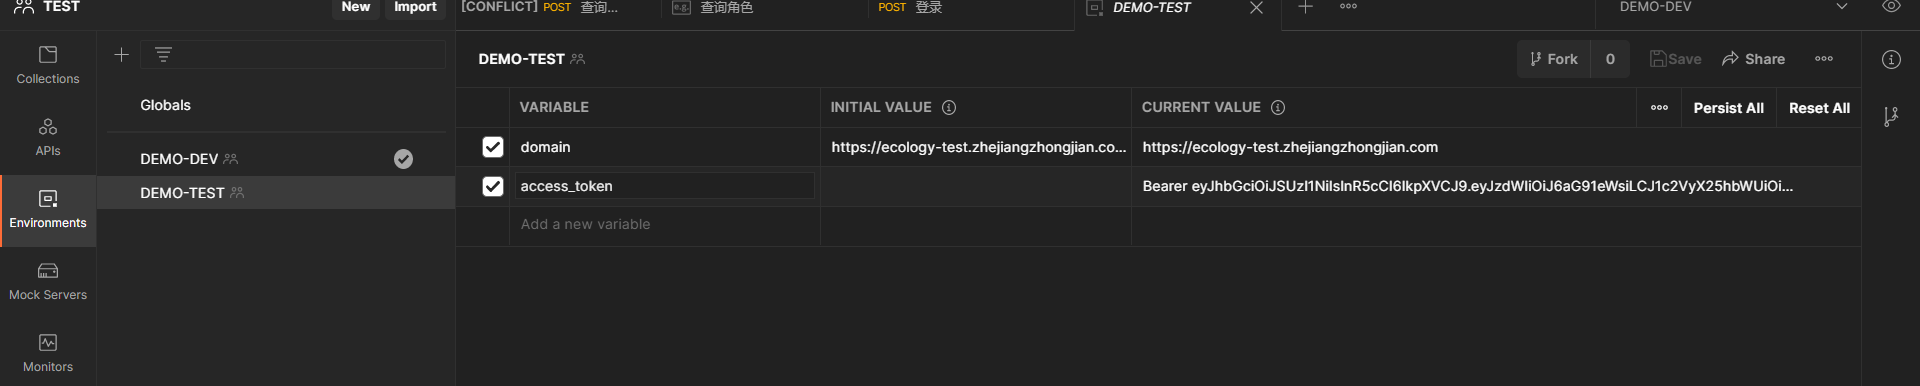 TEST New Import [CONFLICT] POST 查询... e.g. 查询角色 POST 登录 DEMO-TEST DEMO-DEV
Collections
APIs
Environments
Mock Servers
Monitors
Globals
DEMO-DEV
DEMO-TEST
DEMO-TEST Fork 0 Save Share
VARIABLE INITIAL VALUE CURRENT VALUE Persist All Reset All
domain https://ecology-test.zhejiangzhongjian.co... https://ecology-test.zhejiangzhongjian.com
access_token Bearer eyJhbGciOiJSUzI1NiIsInR5cCI6IkpXVCJ9.eyJzdWIiOiJ6aG91eWsiLCJ1c2VyX25hbWUiOi...
Add a new variable